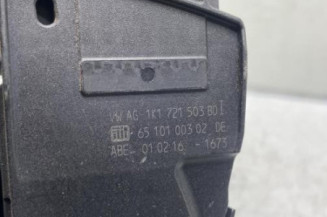 VW AG 1K1 721 503 BD I
65 101 003 02 DE
ABE- 01 02 16 - 1673